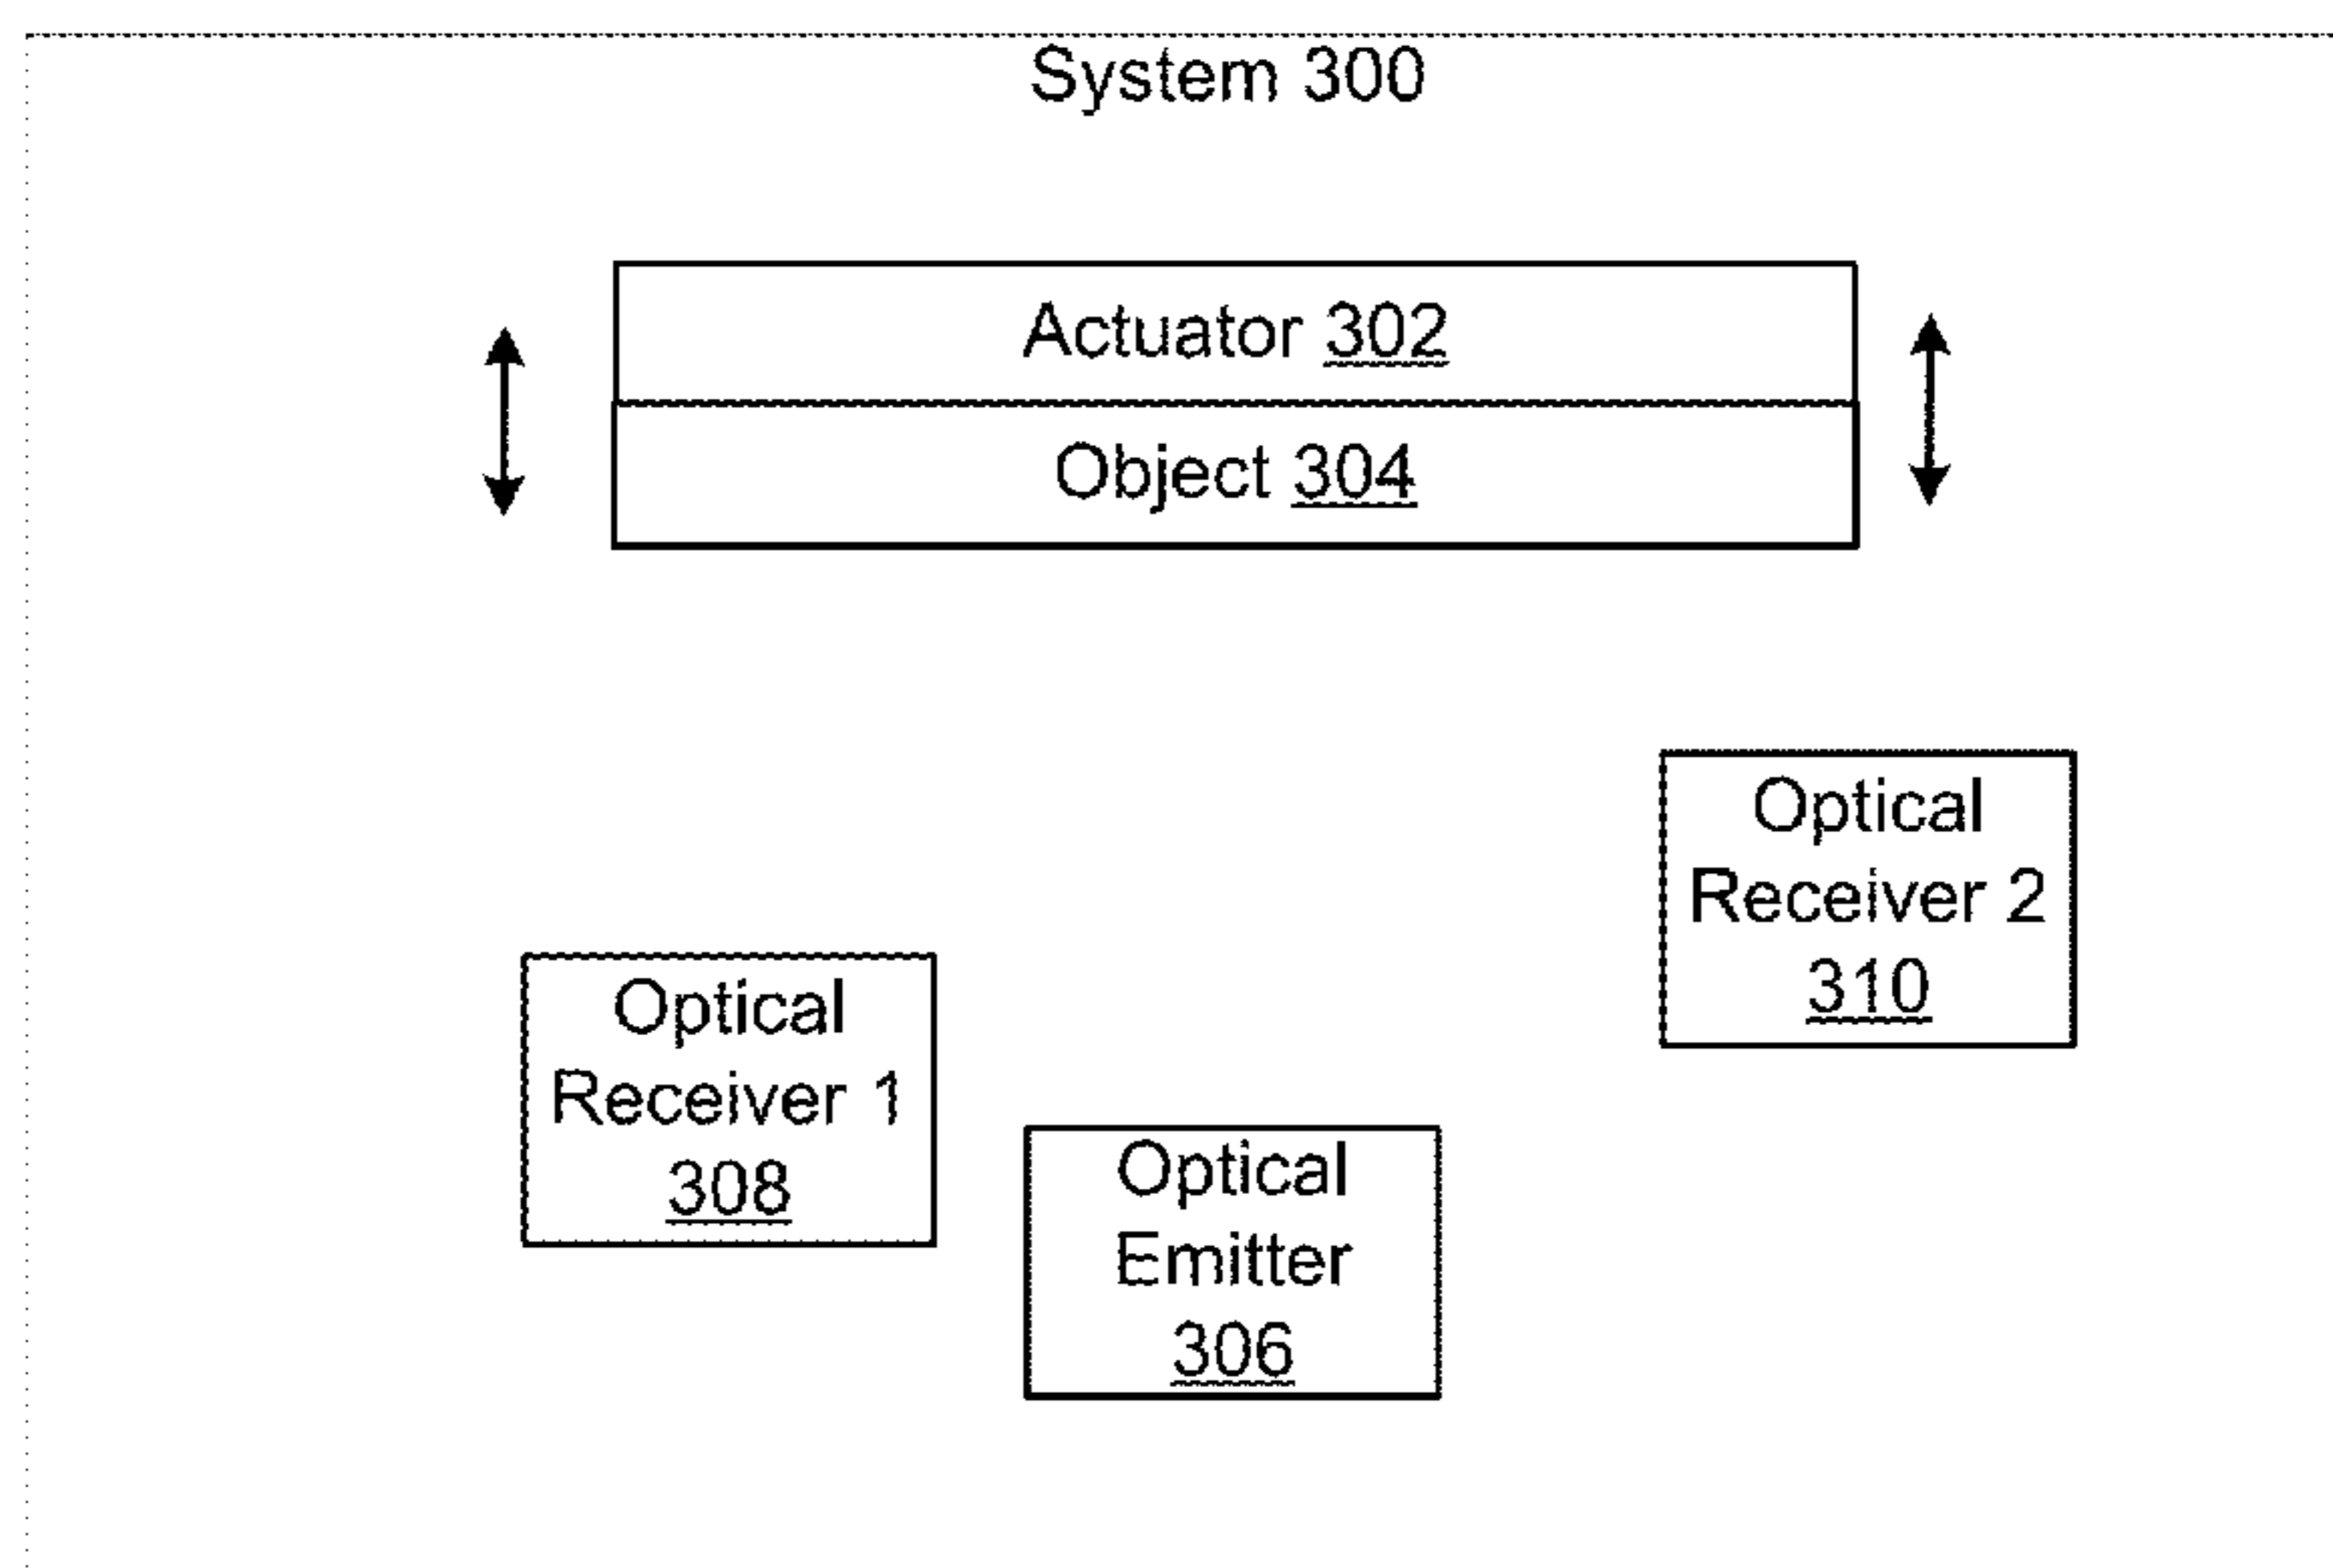 System 300
Actuator 302
Object 304
Optical
Receiver 2
310
Optical
Receiver 1
308
Optical
Emitter
306